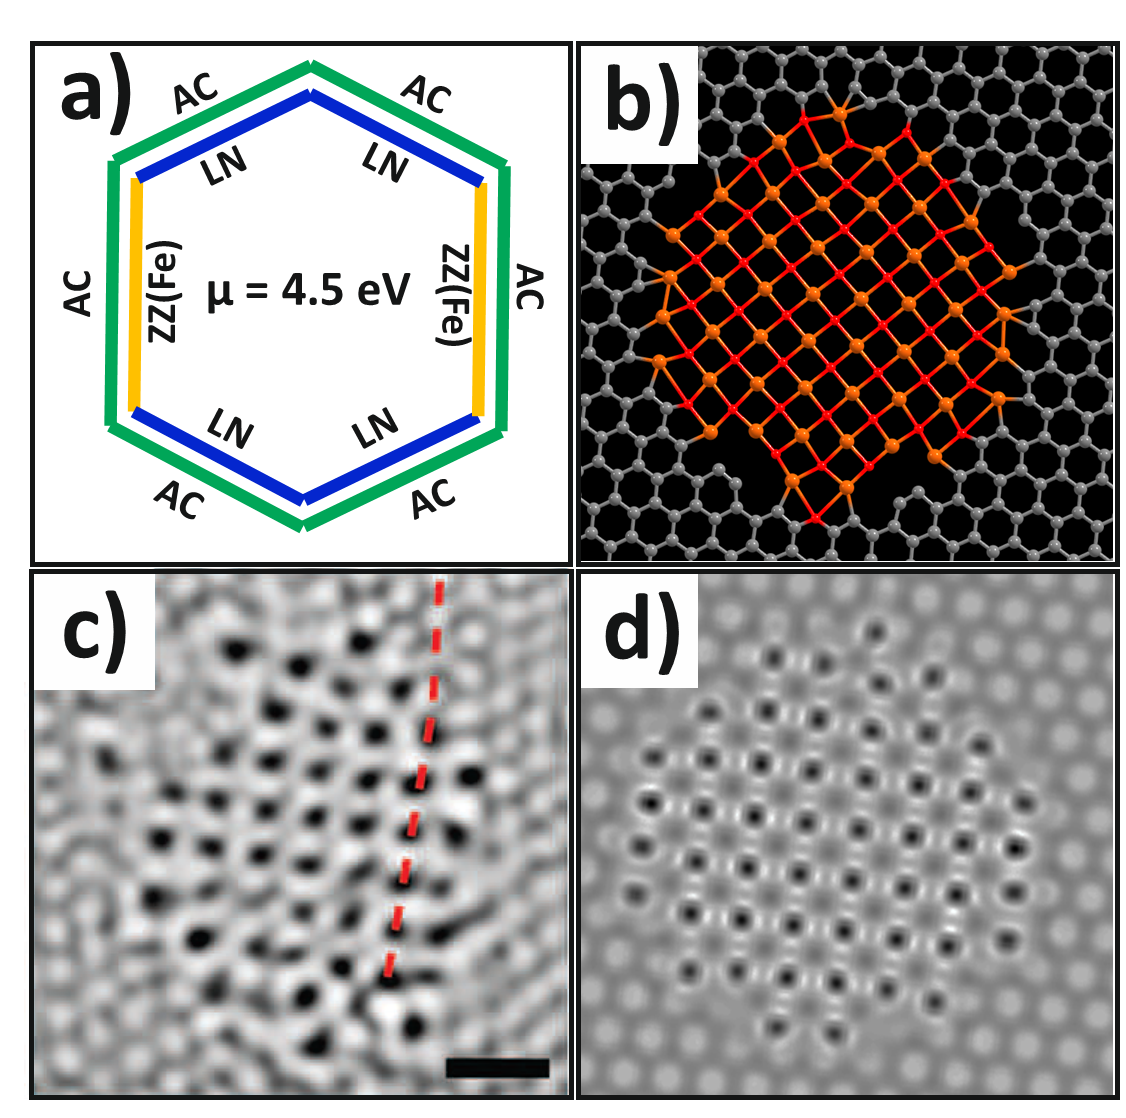 a)
AC
AC
LN
LN
AC
ZZ(Fe)
μ = 4.5 eV
ZZ(Fe)
AC
LN
LN
AC
AC
b)
c)
d)